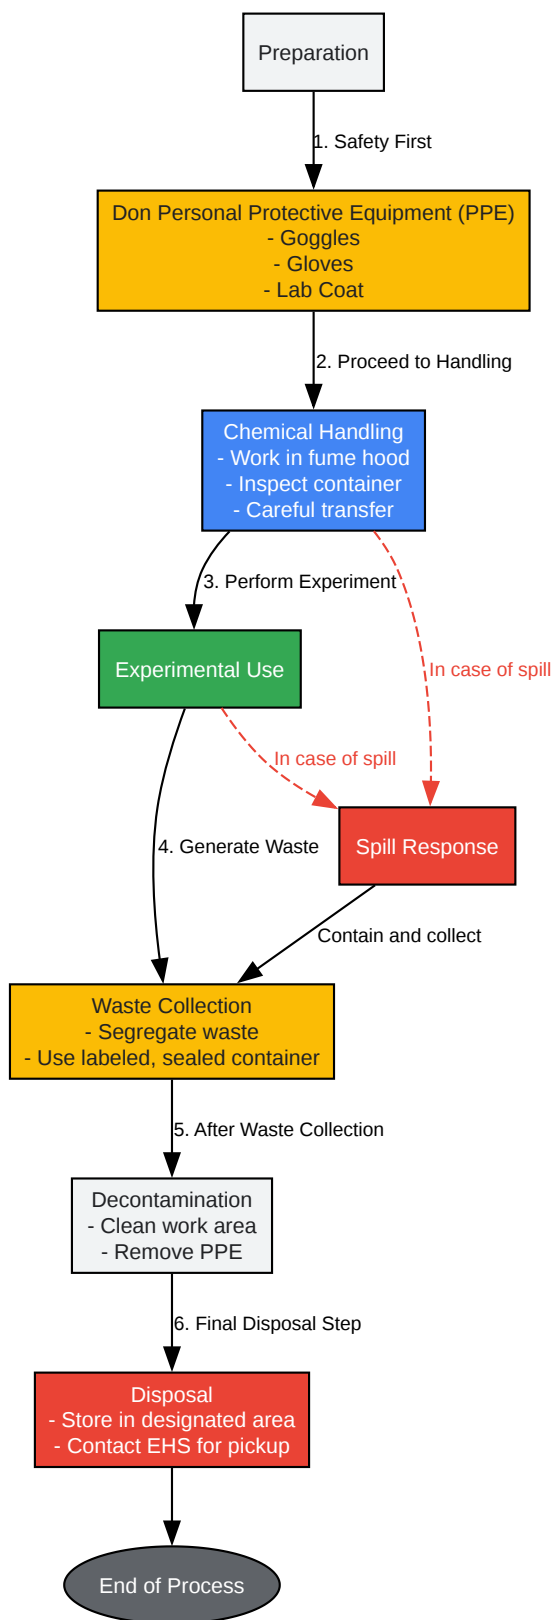 Preparation
1. Safety First
Don Personal Protective Equipment (PPE)
- Goggles
- Gloves
- Lab Coat
2. Proceed to Handling
Chemical Handling
- Work in fume hood
- Inspect container
- Careful transfer
3. Perform Experiment
Experimental Use
In case of spill
In case of spill
Spill Response
4. Generate Waste
Contain and collect
Waste Collection
- Segregate waste
- Use labeled, sealed container
5. After Waste Collection
Decontamination
- Clean work area
- Remove PPE
6. Final Disposal Step
Disposal
- Store in designated area
- Contact EHS for pickup
End of Process